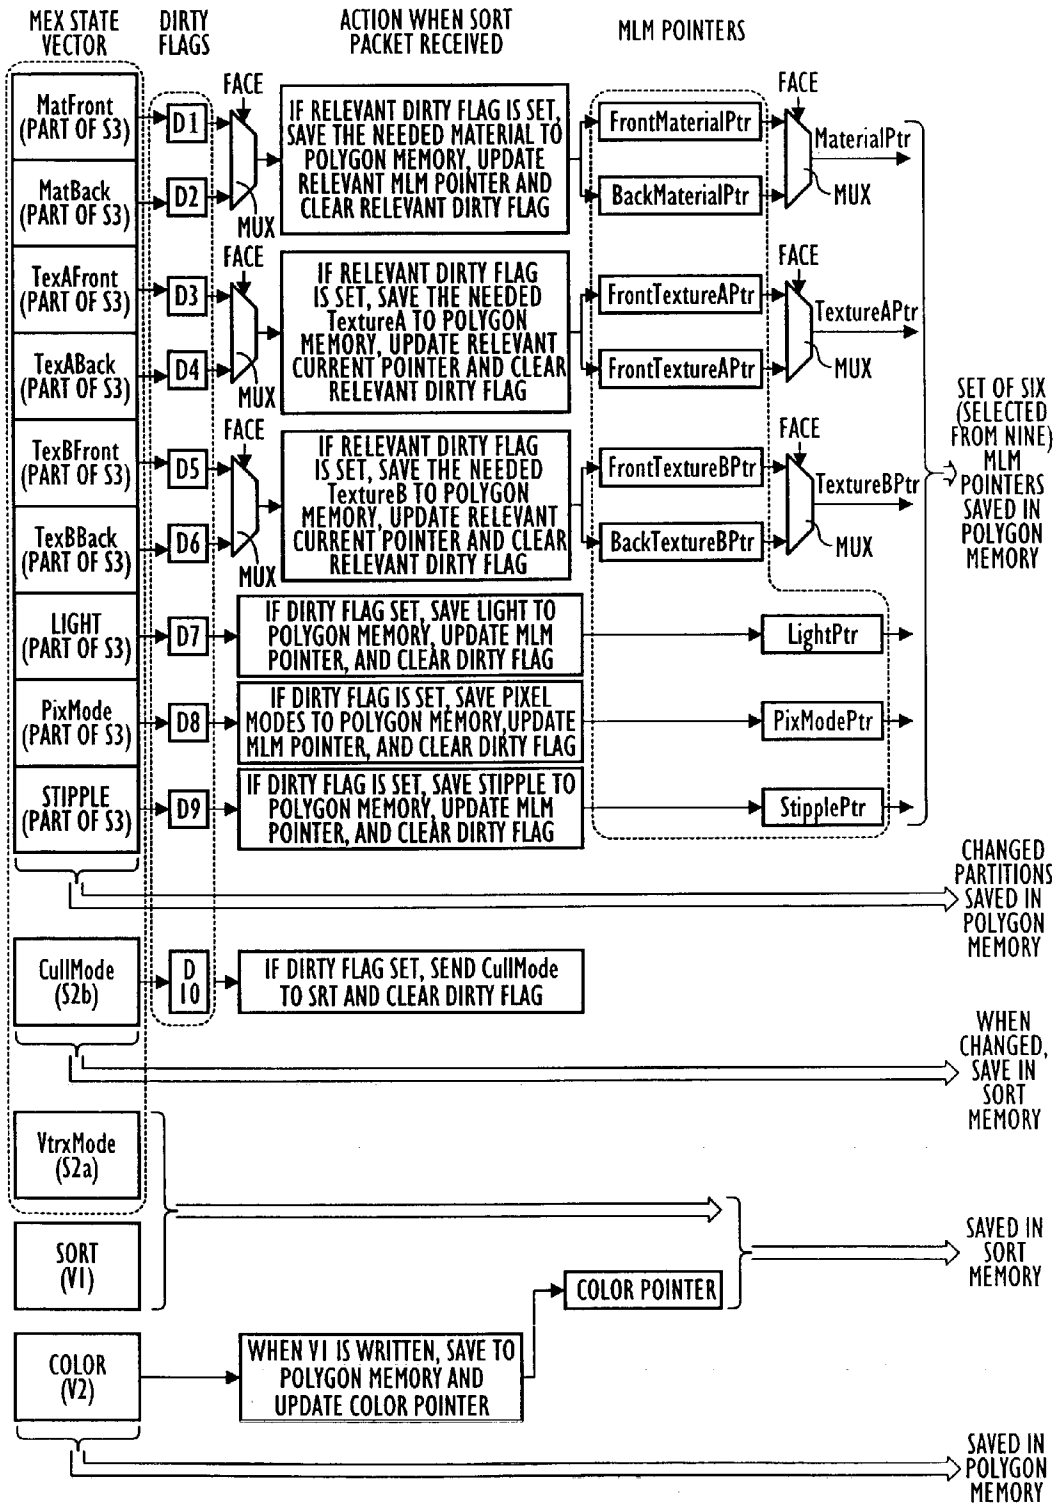 MEX STATE
VECTOR
DIRTY
FLAGS
ACTION WHEN SORT
PACKET RECEIVED
MLM POINTERS
MatFront
(PART OF S3)
D1
FACE
MUX
IF RELEVANT DIRTY FLAG IS SET,
SAVE THE NEEDED MATERIAL TO
POLYGON MEMORY, UPDATE
RELEVANT MLM POINTER AND
CLEAR RELEVANT DIRTY FLAG
FrontMaterialPtr
FACE
MaterialPtr
MUX
MatBack
(PART OF S3)
D2
BackMaterialPtr
TexAFront
(PART OF S3)
D3
FACE
MUX
IF RELEVANT DIRTY FLAG
IS SET, SAVE THE NEEDED
TextureA TO POLYGON
MEMORY, UPDATE RELEVANT
CURRENT POINTER AND CLEAR
RELEVANT DIRTY FLAG
FrontTextureAPtr
FACE
TextureAPtr
MUX
TexABack
(PART OF S3)
D4
FrontTextureAPtr
TexBFront
(PART OF S3)
D5
FACE
MUX
IF RELEVANT DIRTY FLAG
IS SET, SAVE THE NEEDED
TextureB TO POLYGON
MEMORY, UPDATE RELEVANT
CURRENT POINTER AND CLEAR
RELEVANT DIRTY FLAG
FrontTextureBPtr
FACE
TextureBPtr
MUX
TexBBack
(PART OF S3)
D6
BackTextureBPtr
SET OF SIX
(SELECTED
FROM NINE)
MLM
POINTERS
SAVED IN
POLYGON
MEMORY
LIGHT
(PART OF S3)
D7
IF DIRTY FLAG SET, SAVE LIGHT TO
POLYGON MEMORY, UPDATE MLM
POINTER, AND CLEAR DIRTY FLAG
LightPtr
PixMode
(PART OF S3)
D8
IF DIRTY FLAG IS SET, SAVE PIXEL
MODES TO POLYGON MEMORY,UPDATE
MLM POINTER, AND CLEAR DIRTY FLAG
PixModePtr
STIPPLE
(PART OF S3)
D9
IF DIRTY FLAG IS SET, SAVE STIPPLE TO
POLYGON MEMORY, UPDATE MLM
POINTER, AND CLEAR DIRTY FLAG
StipplePtr
CHANGED
PARTITIONS
SAVED IN
POLYGON
MEMORY
CullMode
(S2b)
D
10
IF DIRTY FLAG SET, SEND CullMode
TO SRT AND CLEAR DIRTY FLAG
WHEN
CHANGED,
SAVE IN
SORT
MEMORY
VtrxMode
(S2a)
SORT
(V1)
COLOR POINTER
SAVED IN
SORT
MEMORY
COLOR
(V2)
WHEN V1 IS WRITTEN, SAVE TO
POLYGON MEMORY AND
UPDATE COLOR POINTER
SAVED IN
POLYGON
MEMORY